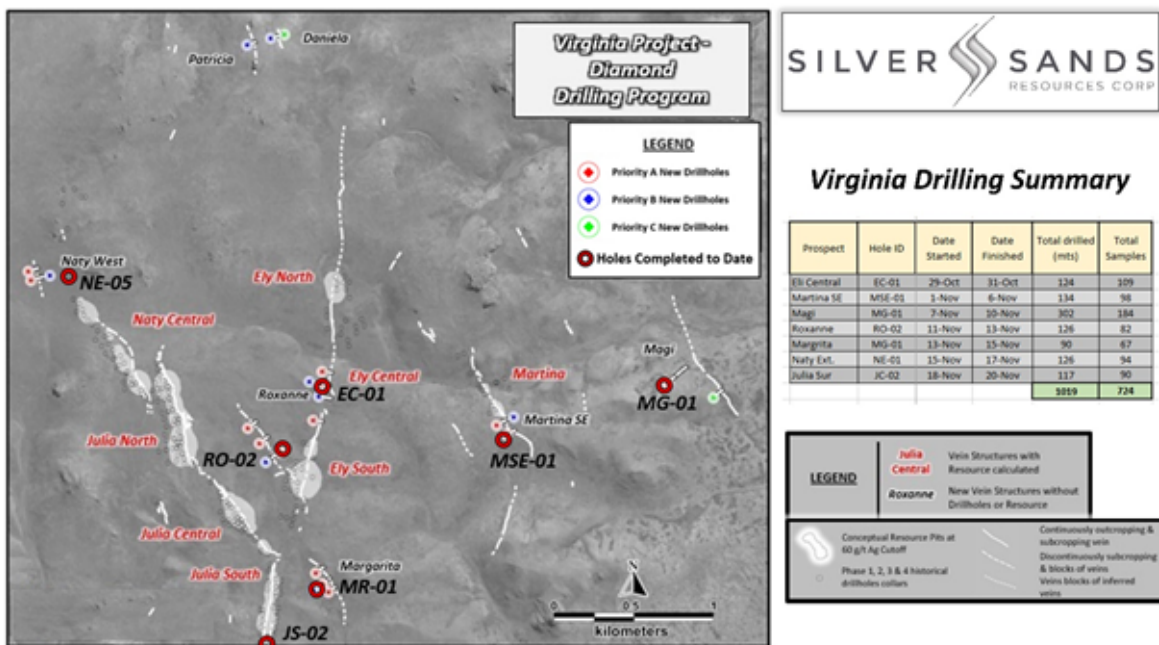 Virginia Project -
Diamond
Drilling Program
LEGEND
Priority A New Drillholes
Priority B New Drillholes
Priority C New Drillholes
Holes Completed to Date
Patricia
Daniela
Naty West
NE-05
Naty Central
Ely North
Ely Central
Roxanne
EC-01
Martina
Martina SE
MSE-01
Magi
MG-01
Julia North
RO-02
Ely South
Julia Central
Julia South
Margarita
MR-01
JS-02
N
0 0 5 1
kilometers
SILVER SANDS
RESOURCES CORP
Virginia Drilling Summary
Prospect Hole ID Date Started Date Finished Total drilled (mts) Total Samples
Eli Central EC-01 29-Oct 31-Oct 124 109
Martina SE MSE-01 1-Nov 6-Nov 134 98
Magi MG-01 7-Nov 10-Nov 302 184
Roxanne RO-02 11-Nov 13-Nov 126 82
Margrita MG-01 13-Nov 15-Nov 90 67
Naty Ext. NE-01 15-Nov 17-Nov 126 94
Julia Sur JC-02 18-Nov 20-Nov 117 90
1019 724
LEGEND
Julia Central
Vein Structures with
Resource calculated
Roxanne
New Vein Structures without
Drillholes or Resource
Conceptual Resource Pits at
60 g/t Ag Cutoff
Phase 1, 2, 3 & 4 historical
drillholes collars
Continuously outcropping &
subcropping vein
Discontinuously subcropping
& blocks of veins
Veins blocks of inferred
veins